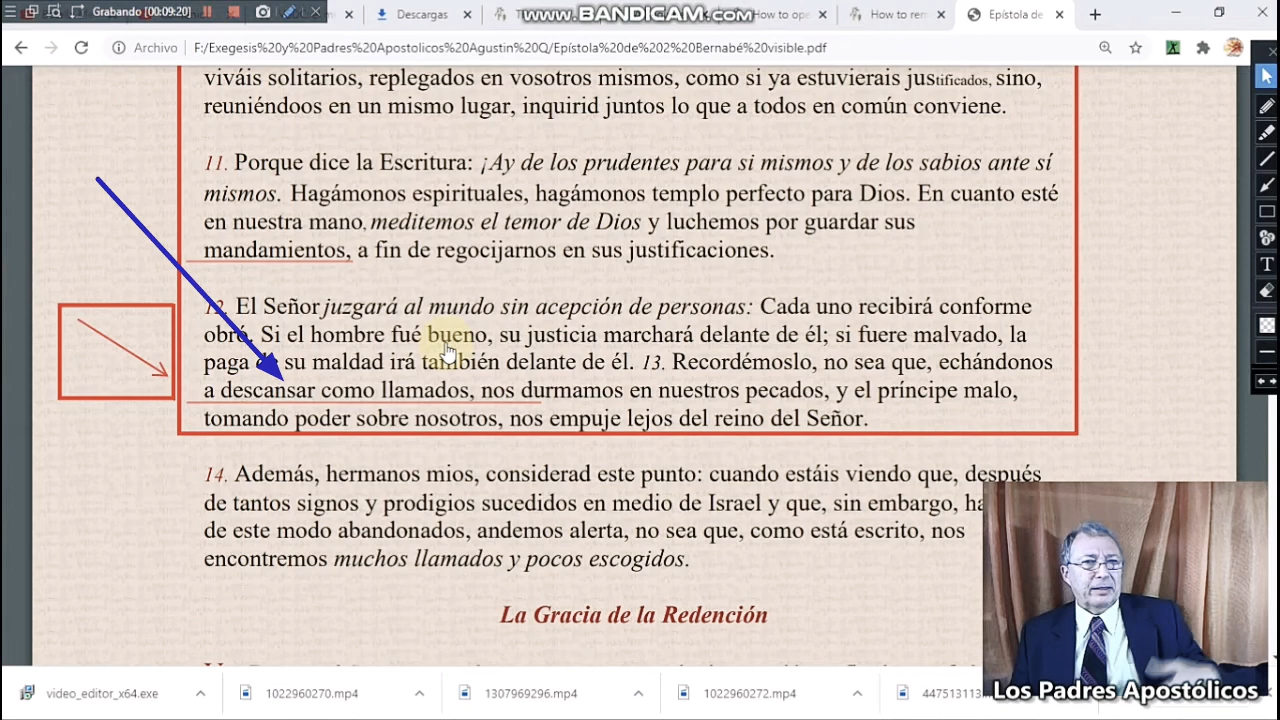 Grabando [00:09:20]
Descargas
www.BANDICAM.com
How to ope
How to rem
Epístola de
Archivo
F:/Exegesis%20y%20Padres%20Apostolicos%20Agustin%20Q/Epístola%20de%202%20Bernabé%20visible.pdf
viváis solitarios, replegados en vosotros mismos, como si ya estuvierais justificados, sino,
reuniéndoos en un mismo lugar, inquirid juntos lo que a todos en común conviene.
11. Porque dice la Escritura: ¡Ay de los prudentes para si mismos y de los sabios ante sí
mismos. Hagámonos espirituales, hagámonos templo perfecto para Dios. En cuanto esté
en nuestra mano, meditemos el temor de Dios y luchemos por guardar sus
mandamientos, a fin de regocijarnos en sus justificaciones.
12. El Señor juzgará al mundo sin acepción de personas: Cada uno recibirá conforme
obró. Si el hombre fué bueno, su justicia marchará delante de él; si fuere malvado, la
paga de su maldad irá también delante de él. 13. Recordémoslo, no sea que, echándonos
a descansar como llamados, nos durmamos en nuestros pecados, y el príncipe malo,
tomando poder sobre nosotros, nos empuje lejos del reino del Señor.
14. Además, hermanos mios, considerad este punto: cuando estáis viendo que, después
de tantos signos y prodigios sucedidos en medio de Israel y que, sin embargo, ha
de este modo abandonados, andemos alerta, no sea que, como está escrito, nos
encontremos muchos llamados y pocos escogidos.
La Gracia de la Redención
video_editor_x64.exe
1022960270.mp4
1307969296.mp4
1022960272.mp4
447513113
Los Padres Apostólicos